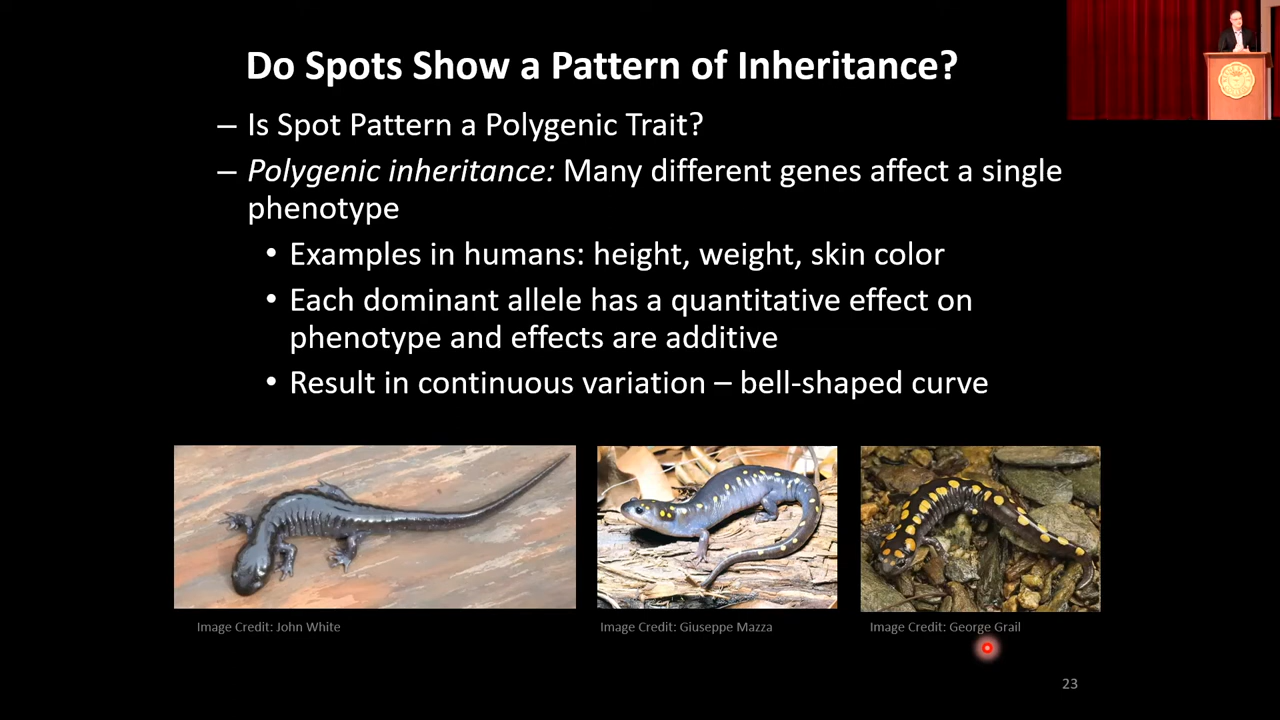 Do Spots Show a Pattern of Inheritance?
– Is Spot Pattern a Polygenic Trait?
– Polygenic inheritance: Many different genes affect a single
phenotype
• Examples in humans: height, weight, skin color
• Each dominant allele has a quantitative effect on
phenotype and effects are additive
• Result in continuous variation – bell-shaped curve
Image Credit: John White
Image Credit: Giuseppe Mazza
Image Credit: George Grail
23